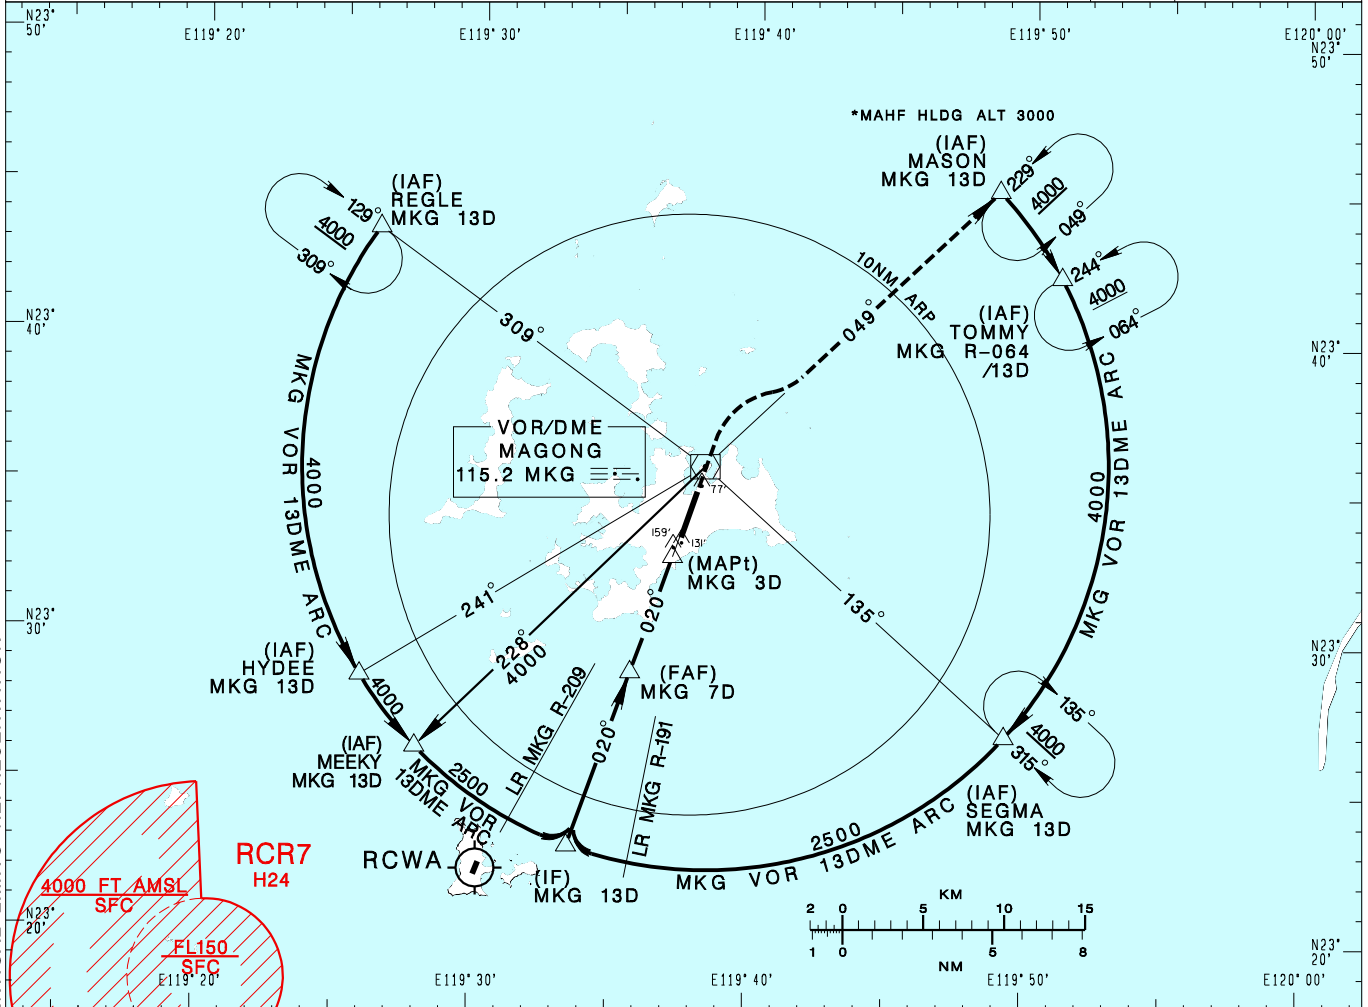 N23°
50'
E119° 20'
E119° 30'
E119° 40'
E119° 50'
E120° 00'
N23°
50'
*MAHF HLDG ALT 3000
(IAF)
MASON
MKG 13D
229°
4000
049°
(IAF)
REGLE
MKG 13D
129°
4000
309°
244°
4000
064°
(IAF)
TOMMY
MKG R-064
/13D
10NM ARP
049°
309°
N23°
40'
N23°
40'
MKG VOR 13DME ARC
4000
MKG VOR 13DME ARC
4000
VOR/DME
MAGONG
115.2 MKG
77'
159'
131'
(MAPt)
MKG 3D
020°
241°
135°
228°
4000
N23°
30'
N23°
30'
(IAF)
HYDEE
MKG 13D
4000
(FAF)
MKG 7D
LR MKG R-209
020°
LR MKG R-191
135°
4000
315°
(IAF)
MEEKY
MKG 13D
2500
MKG VOR
13DME ARC
(IAF)
SEGMA
MKG 13D
2500
MKG VOR 13DME ARC
RCWA
(IF)
MKG 13D
RCR7
H24
4000 FT AMSL
SFC
FL150
SFC
KM
2 0 5 10 15
1 0 5 8
NM
N23°
20'
N23°
20'
E119° 20'
E119° 30'
E119° 40'
E119° 50'
E120° 00'